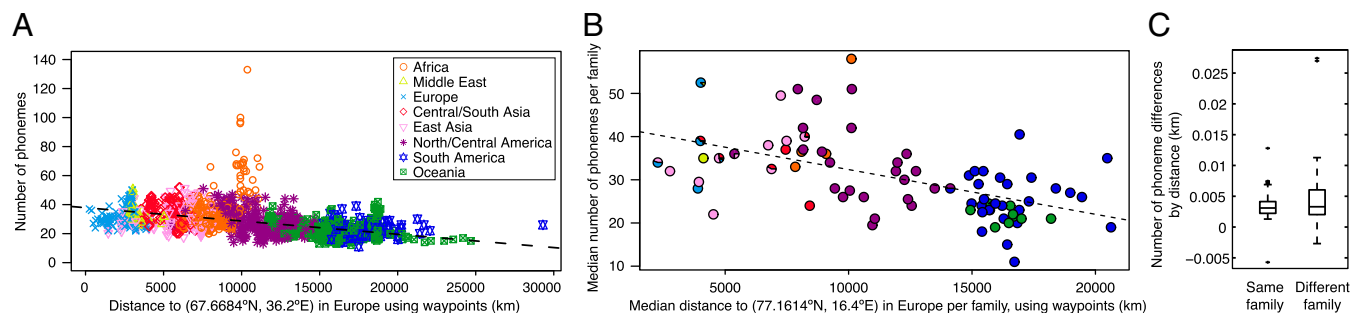 A
Number of phonemes
140
120
100
80
60
40
20
0
Africa
Middle East
Europe
Central/South Asia
East Asia
North/Central America
South America
Oceania
0 5000 10000 15000 20000 25000 30000
Distance to (67.6684°N, 36.2°E) in Europe using waypoints (km)
B
Median number of phonemes per family
50
40
30
20
10
5000 10000 15000 20000
Median distance to (77.1614°N, 16.4°E) in Europe per family, using waypoints (km)
C
Number of phoneme differences
by distance (km)
0.025
0.02
0.015
0.01
0.005
0
−0.005
Same Different
family family